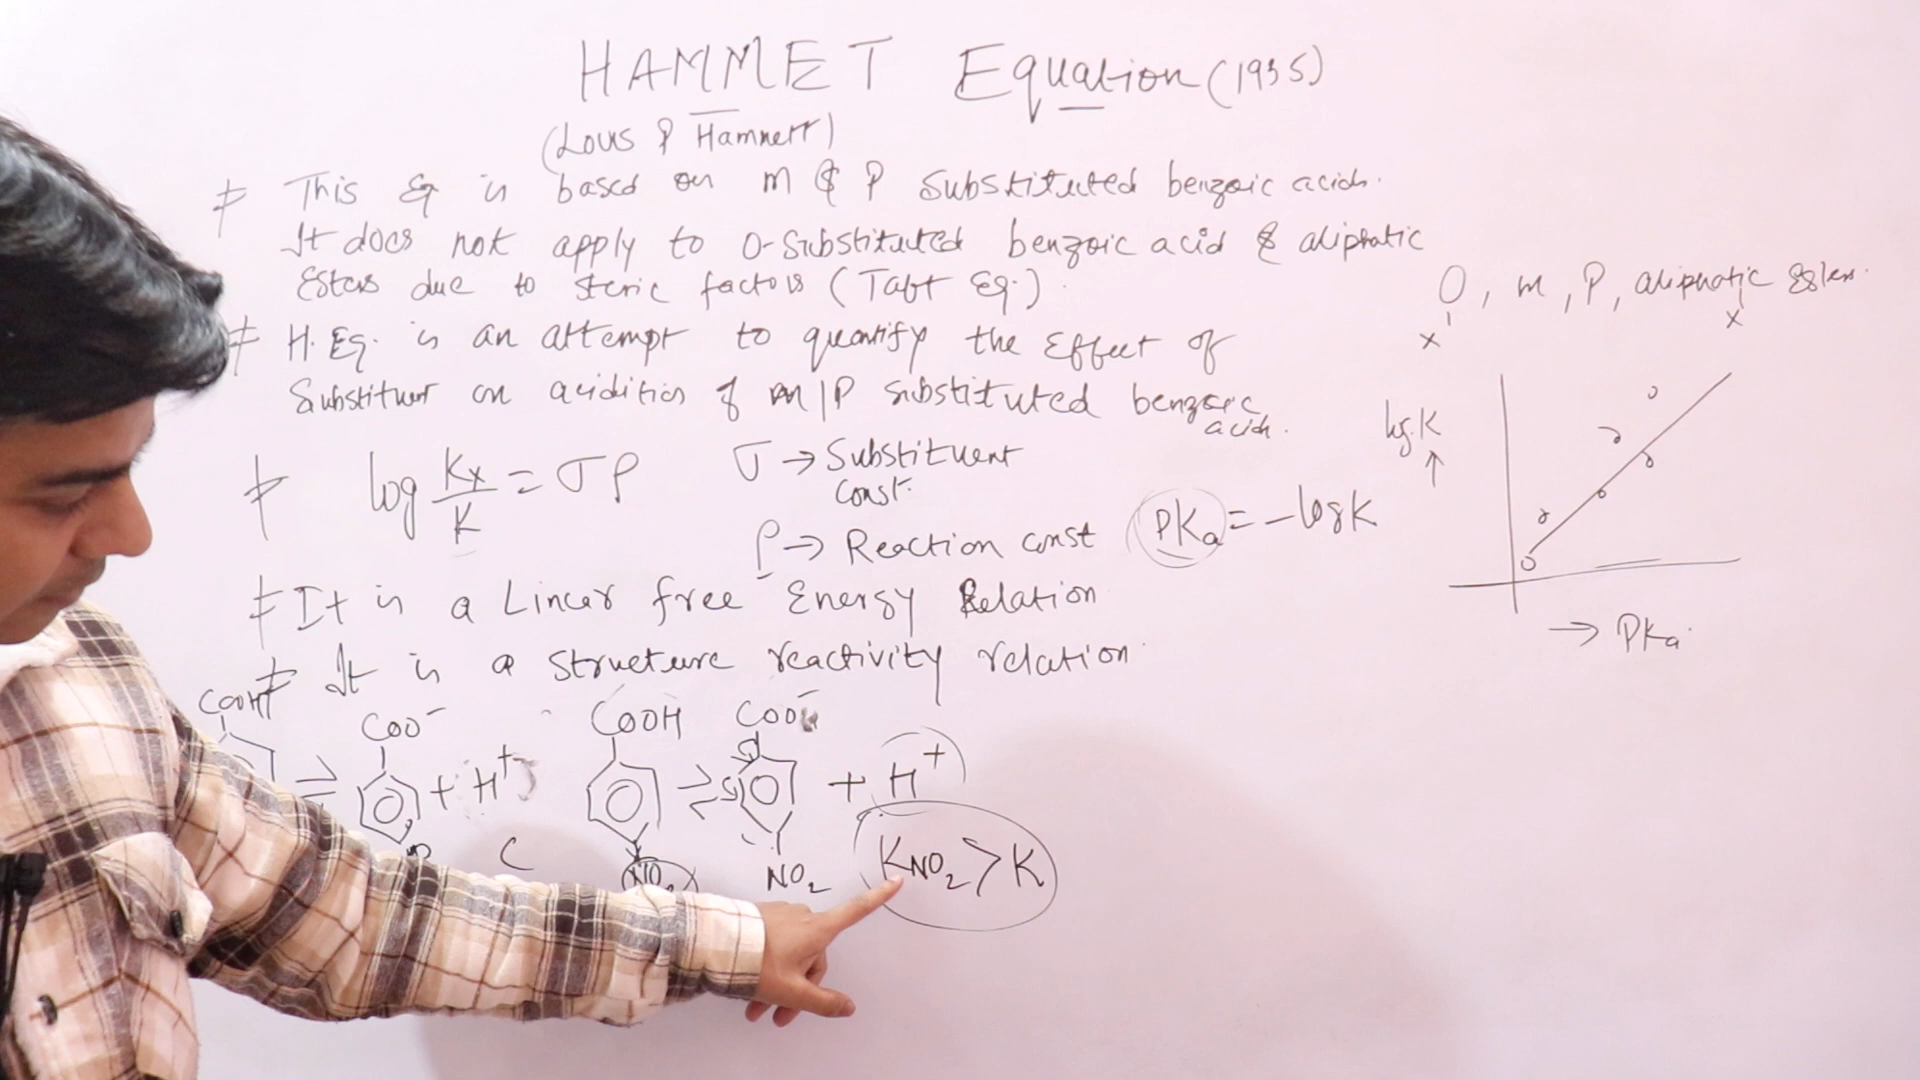 HAMMET Equation (1935)
(Lous P Hammett)
This Eq is based on m & P substituted benzoic acids.
It does not apply to O-Substituted benzoic acid & aliphatic
Esters due to steric factors (Taft Eq.)
H. Eq. is an attempt to quantify the Effect of
Substituent on acidities of m/P substituted benzoic
acid.
log Kx/K = σρ
σ → Substituent
Const.
ρ → Reaction const
PKa = -logK
It is a Linear free Energy Relation
It is a structure reactivity relation
COOH ⇌ COO⁻ + H⁺
COOH ⇌ COO⁻ + H⁺
NO₂ NO₂
K_NO₂ > K
O, m, P, aliphatic Esters.
x x
log K ↑
→ PKa